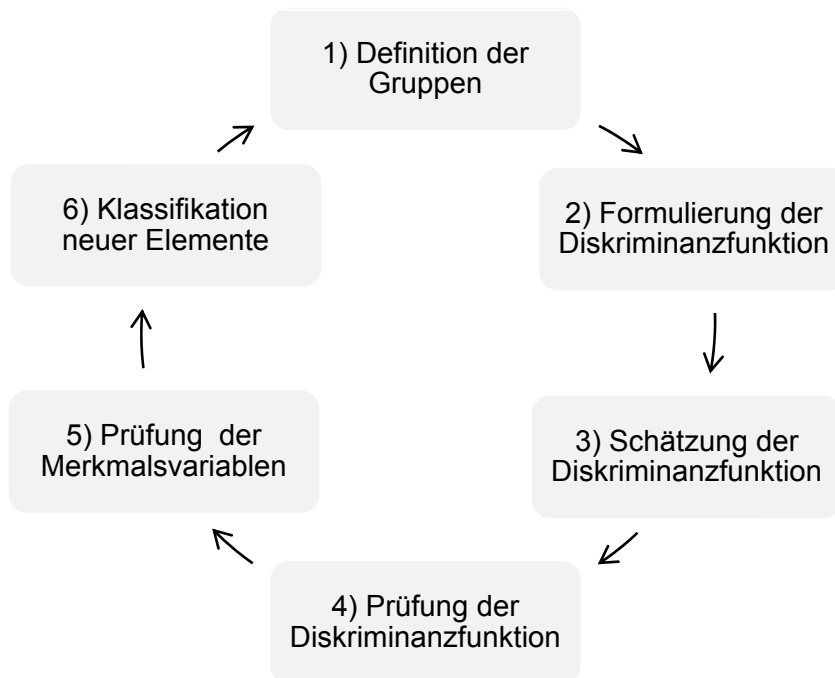 1) Definition der
Gruppen
2) Formulierung der
Diskriminanzfunktion
3) Schätzung der
Diskriminanzfunktion
4) Prüfung der
Diskriminanzfunktion
5) Prüfung  der
Merkmalsvariablen
6) Klassifikation
neuer Elemente